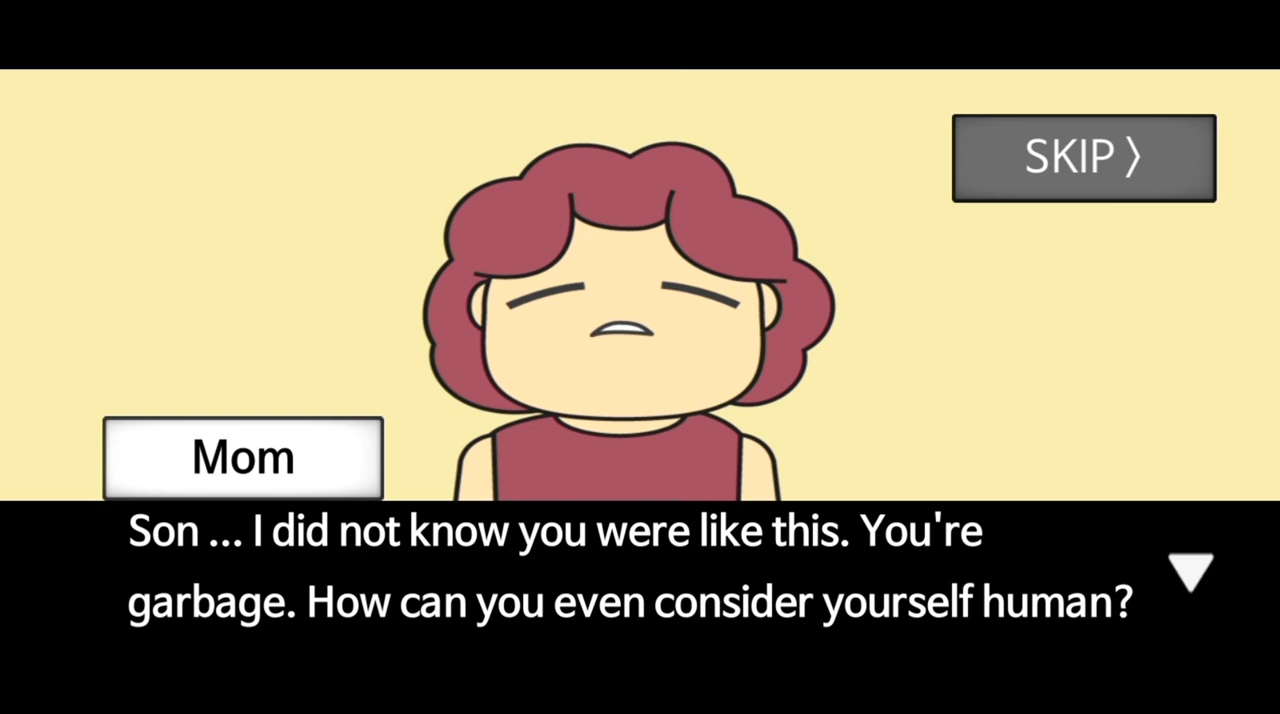 SKIP 〉
Mom
Son ... I did not know you were like this. You're
garbage. How can you even consider yourself human?